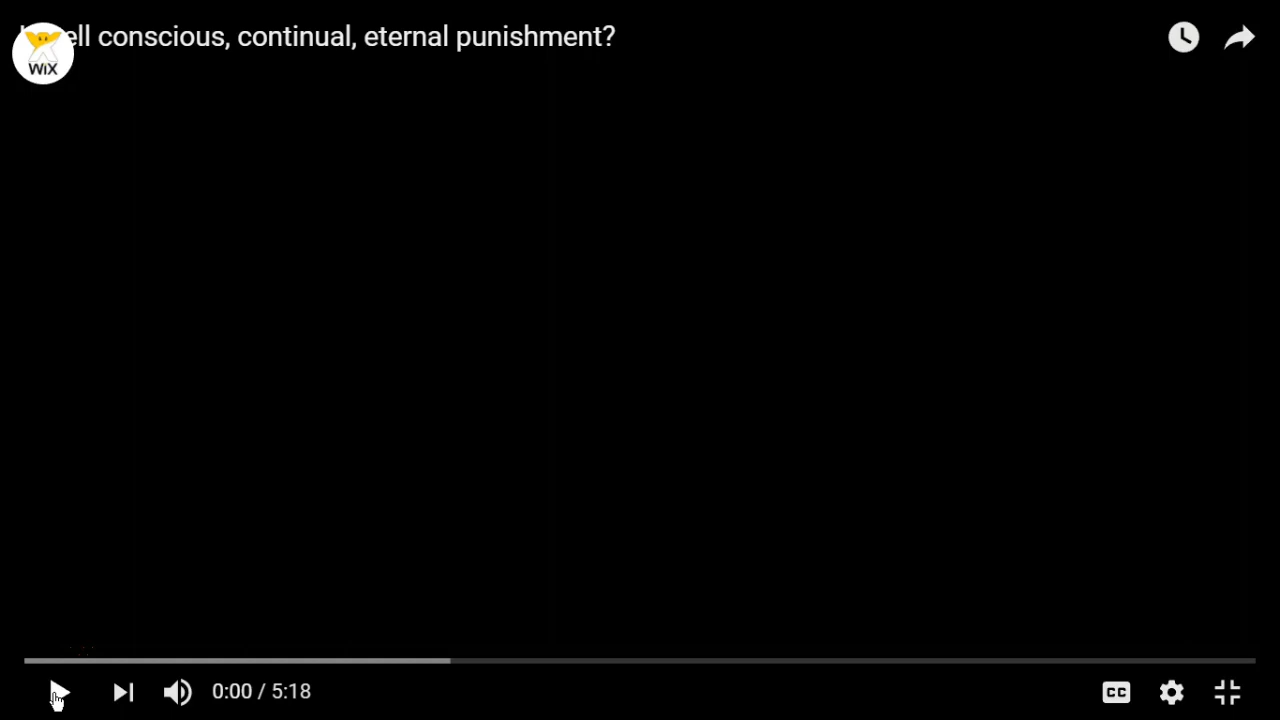 conscious, continual, eternal punishment?
WiX
0:00 / 5:18
CC